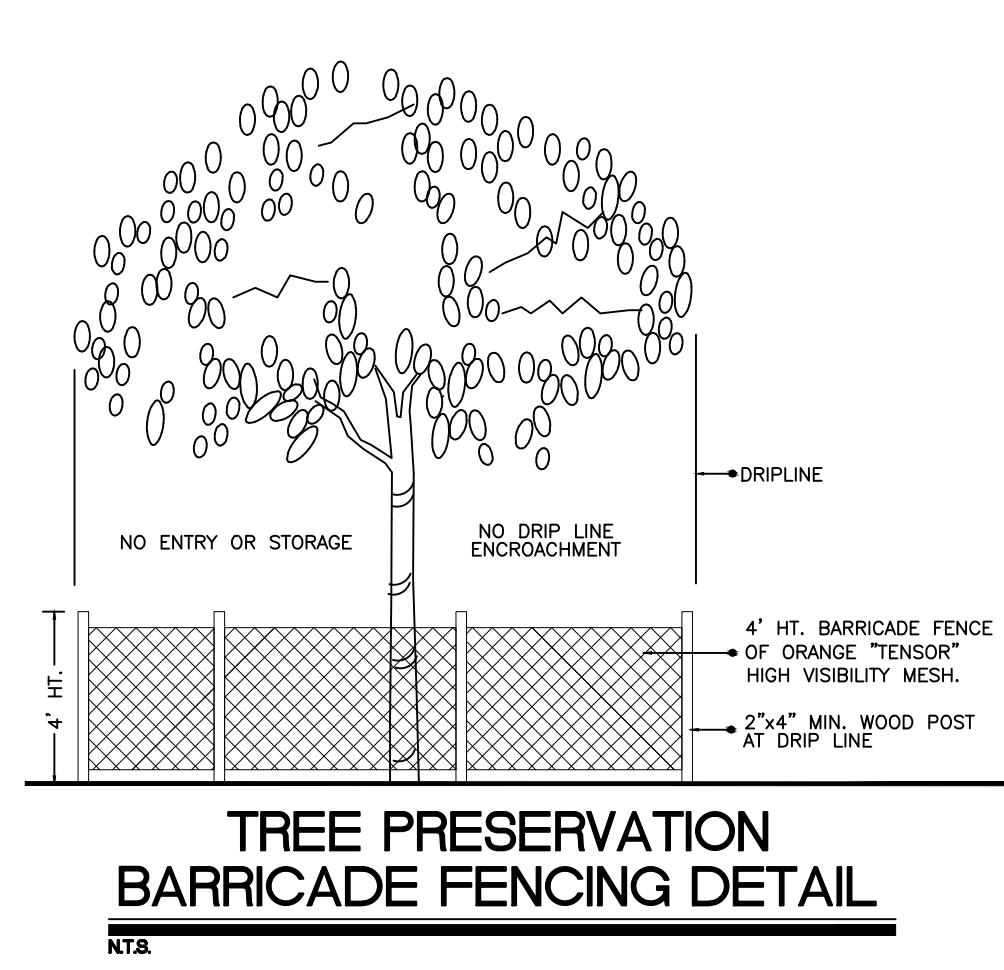 DRIPLINE
NO ENTRY OR STORAGE
NO DRIP LINE
ENCROACHMENT
4' HT.
4' HT. BARRICADE FENCE
OF ORANGE "TENSOR"
HIGH VISIBILITY MESH.
2"x4" MIN. WOOD POST
AT DRIP LINE
TREE PRESERVATION
BARRICADE FENCING DETAIL
N.T.S.